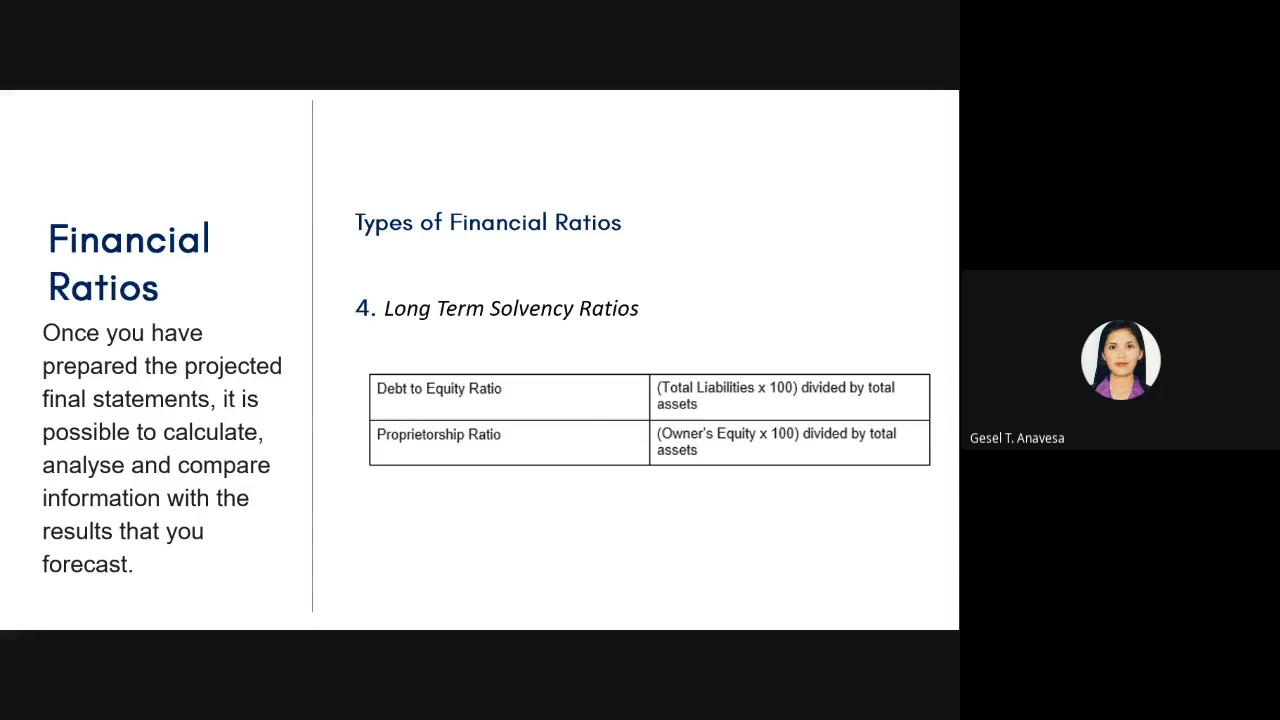 Financial
Ratios
Once you have
prepared the projected
final statements, it is
possible to calculate,
analyse and compare
information with the
results that you
forecast.
Types of Financial Ratios
4. Long Term Solvency Ratios
Debt to Equity Ratio
(Total Liabilities x 100) divided by total
assets
Proprietorship Ratio
(Owner's Equity x 100) divided by total
assets
Gesel T. Anavesa